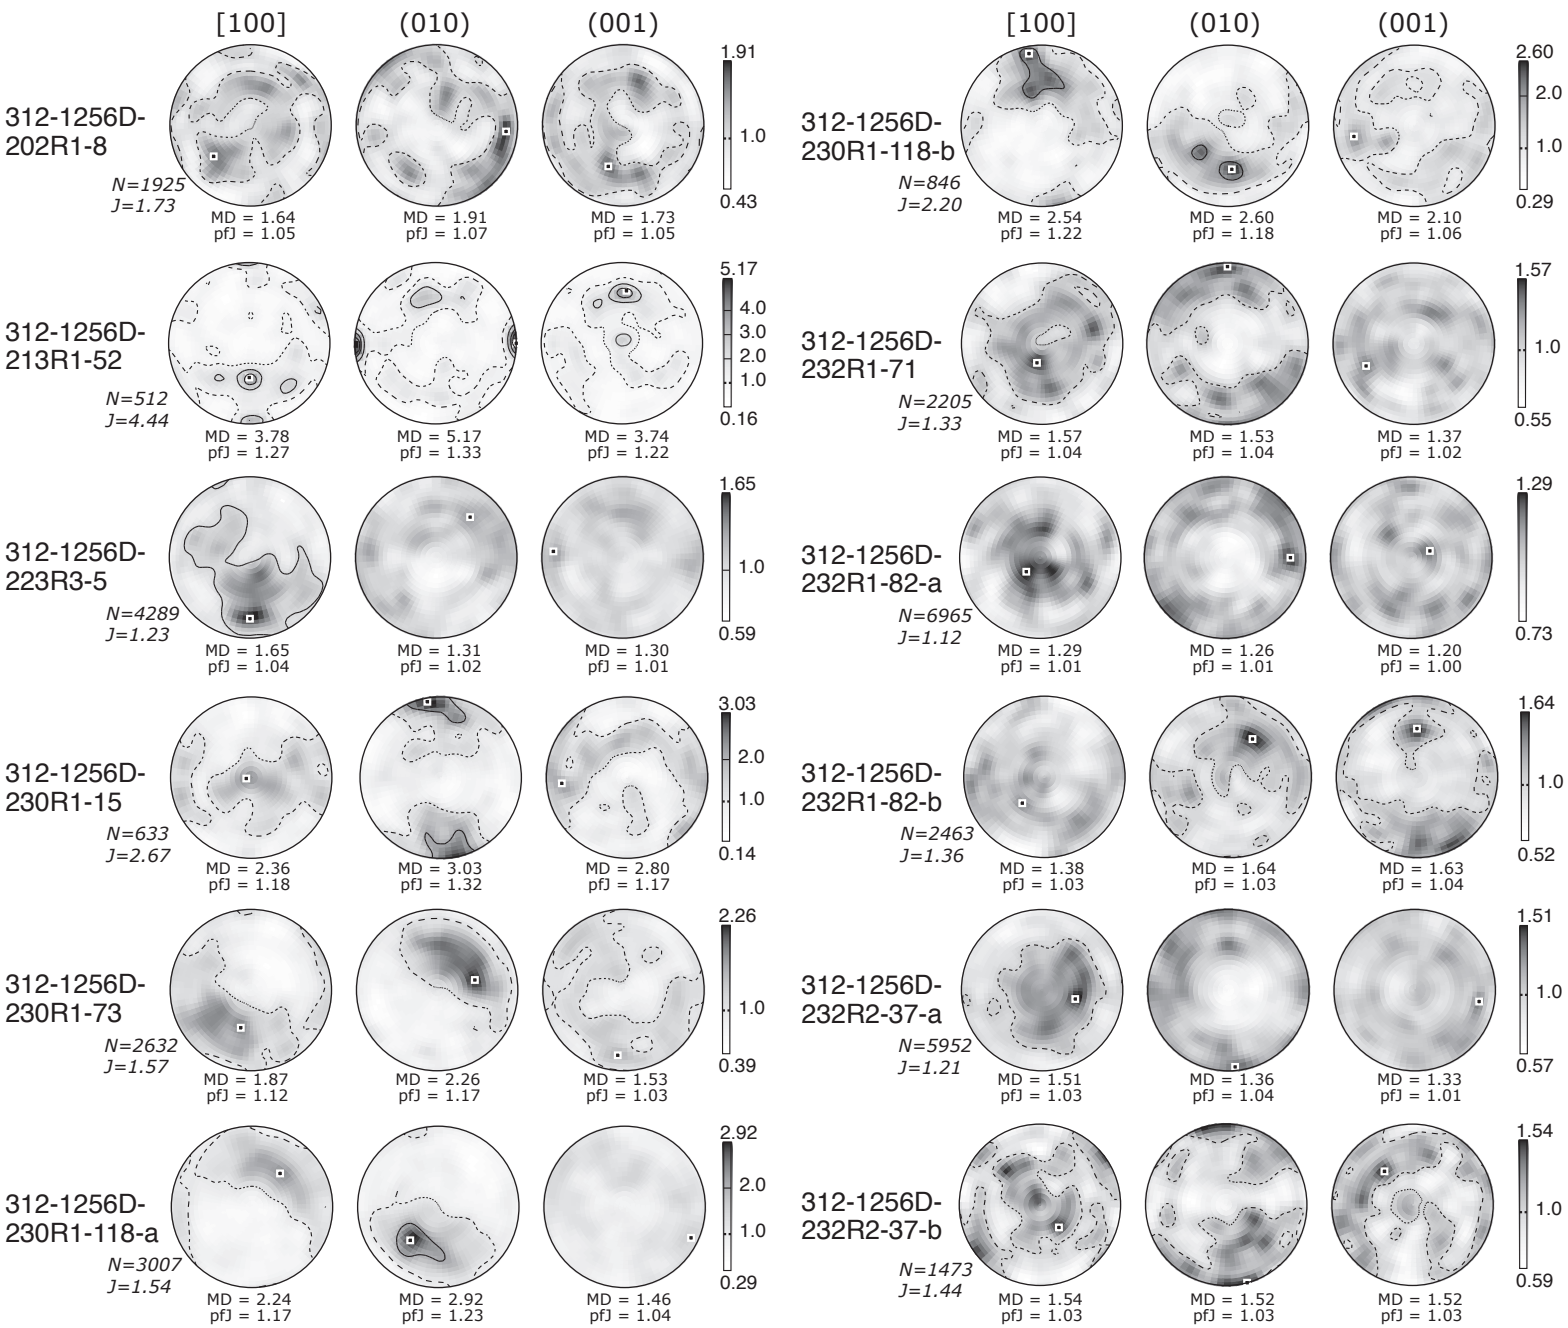 [100] (010) (001)
312-1256D-
202R1-8
N=1925
J=1.73
MD = 1.64
pfJ = 1.05
MD = 1.91
pfJ = 1.07
MD = 1.73
pfJ = 1.05
1.91
1.0
0.43
312-1256D-
213R1-52
N=512
J=4.44
MD = 3.78
pfJ = 1.27
MD = 5.17
pfJ = 1.33
MD = 3.74
pfJ = 1.22
5.17
4.0
3.0
2.0
1.0
0.16
312-1256D-
223R3-5
N=4289
J=1.23
MD = 1.65
pfJ = 1.04
MD = 1.31
pfJ = 1.02
MD = 1.30
pfJ = 1.01
1.65
1.0
0.59
312-1256D-
230R1-15
N=633
J=2.67
MD = 2.36
pfJ = 1.18
MD = 3.03
pfJ = 1.32
MD = 2.80
pfJ = 1.17
3.03
2.0
1.0
0.14
312-1256D-
230R1-73
N=2632
J=1.57
MD = 1.87
pfJ = 1.12
MD = 2.26
pfJ = 1.17
MD = 1.53
pfJ = 1.03
2.26
1.0
0.39
312-1256D-
230R1-118-a
N=3007
J=1.54
MD = 2.24
pfJ = 1.17
MD = 2.92
pfJ = 1.23
MD = 1.46
pfJ = 1.04
2.92
2.0
1.0
0.29
[100] (010) (001)
312-1256D-
230R1-118-b
N=846
J=2.20
MD = 2.54
pfJ = 1.22
MD = 2.60
pfJ = 1.18
MD = 2.10
pfJ = 1.06
2.60
2.0
1.0
0.29
312-1256D-
232R1-71
N=2205
J=1.33
MD = 1.57
pfJ = 1.04
MD = 1.53
pfJ = 1.04
MD = 1.37
pfJ = 1.02
1.57
1.0
0.55
312-1256D-
232R1-82-a
N=6965
J=1.12
MD = 1.29
pfJ = 1.01
MD = 1.26
pfJ = 1.01
MD = 1.20
pfJ = 1.00
1.29
0.73
312-1256D-
232R1-82-b
N=2463
J=1.36
MD = 1.38
pfJ = 1.03
MD = 1.64
pfJ = 1.03
MD = 1.63
pfJ = 1.04
1.64
1.0
0.52
312-1256D-
232R2-37-a
N=5952
J=1.21
MD = 1.51
pfJ = 1.03
MD = 1.36
pfJ = 1.04
MD = 1.33
pfJ = 1.01
1.51
1.0
0.57
312-1256D-
232R2-37-b
N=1473
J=1.44
MD = 1.54
pfJ = 1.03
MD = 1.52
pfJ = 1.03
MD = 1.52
pfJ = 1.03
1.54
1.0
0.59